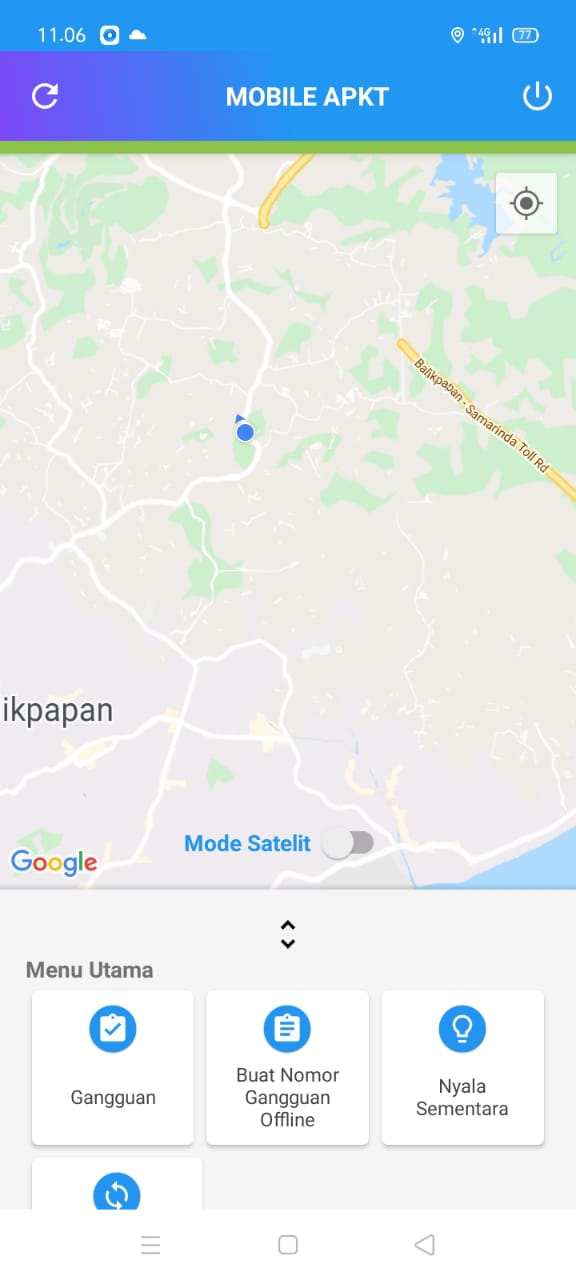 11.06
4G
77
MOBILE APKT
Balikpapan - Samarinda Toll Rd
ikpapan
Mode Satelit
Google
Menu Utama
Gangguan
Buat Nomor
Gangguan
Offline
Nyala
Sementara